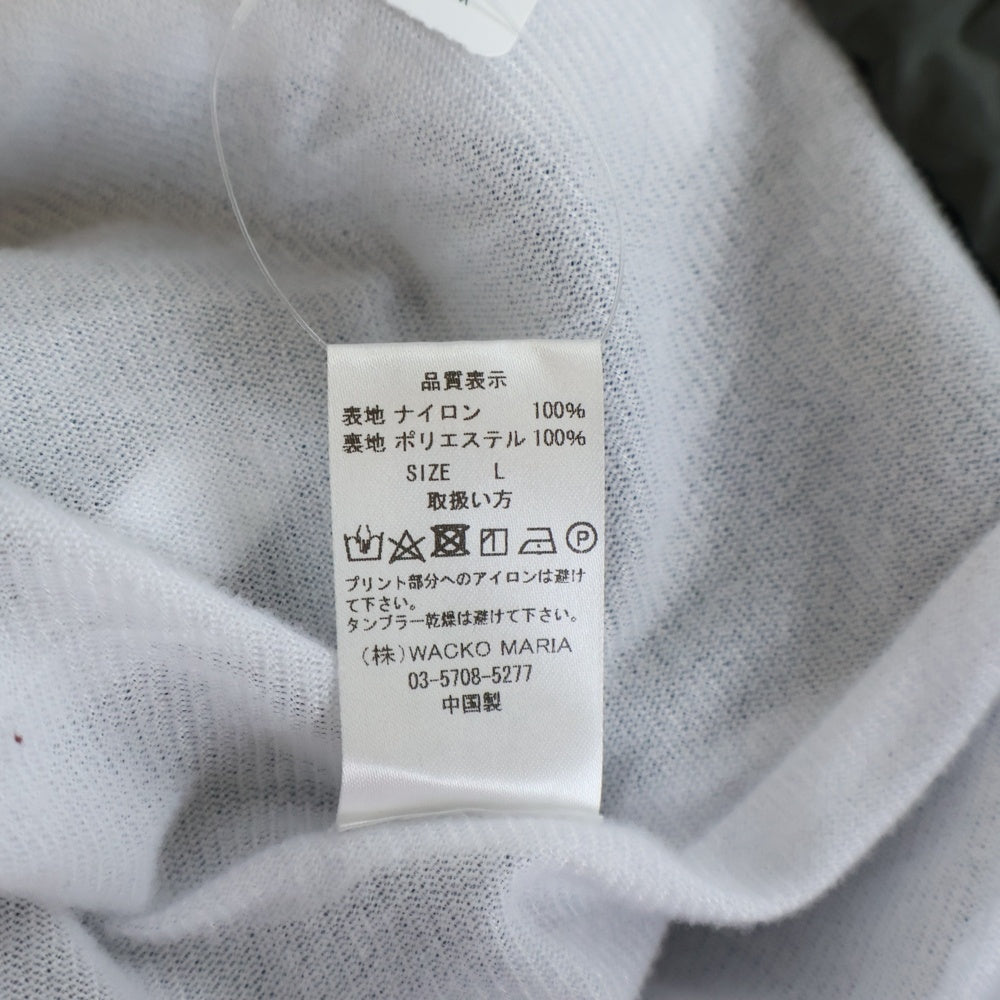 品質表示
表地 ナイロン 100%
裏地 ポリエステル 100%
SIZE L
取扱い方
P
プリント部分へのアイロンは避け
て下さい。
タンブラー乾燥は避けて下さい。
(株)WACKO MARIA
03-5708-5277
中国製